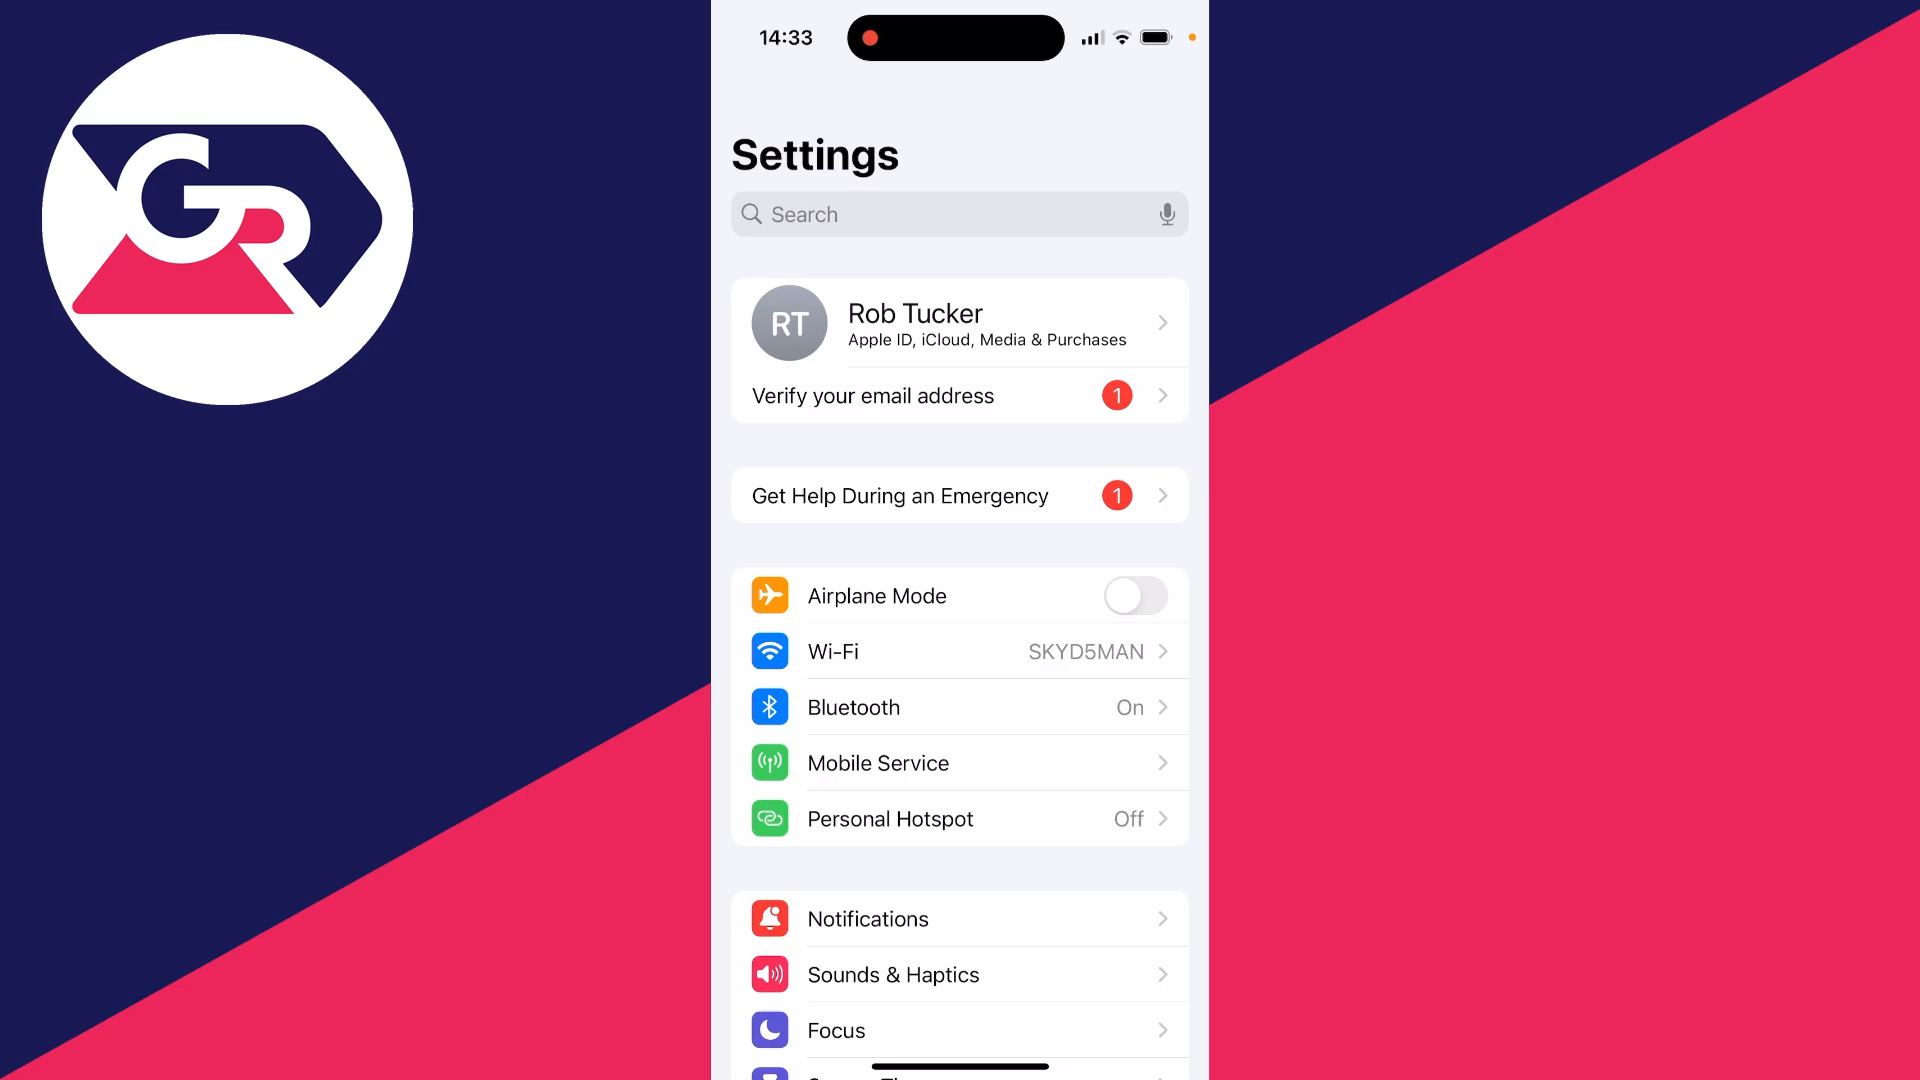 GR
14:33
Settings
Search
RT
Rob Tucker
Apple ID, iCloud, Media & Purchases
Verify your email address 1
Get Help During an Emergency 1
Airplane Mode
Wi-Fi SKYD5MAN
Bluetooth On
Mobile Service
Personal Hotspot Off
Notifications
Sounds & Haptics
Focus